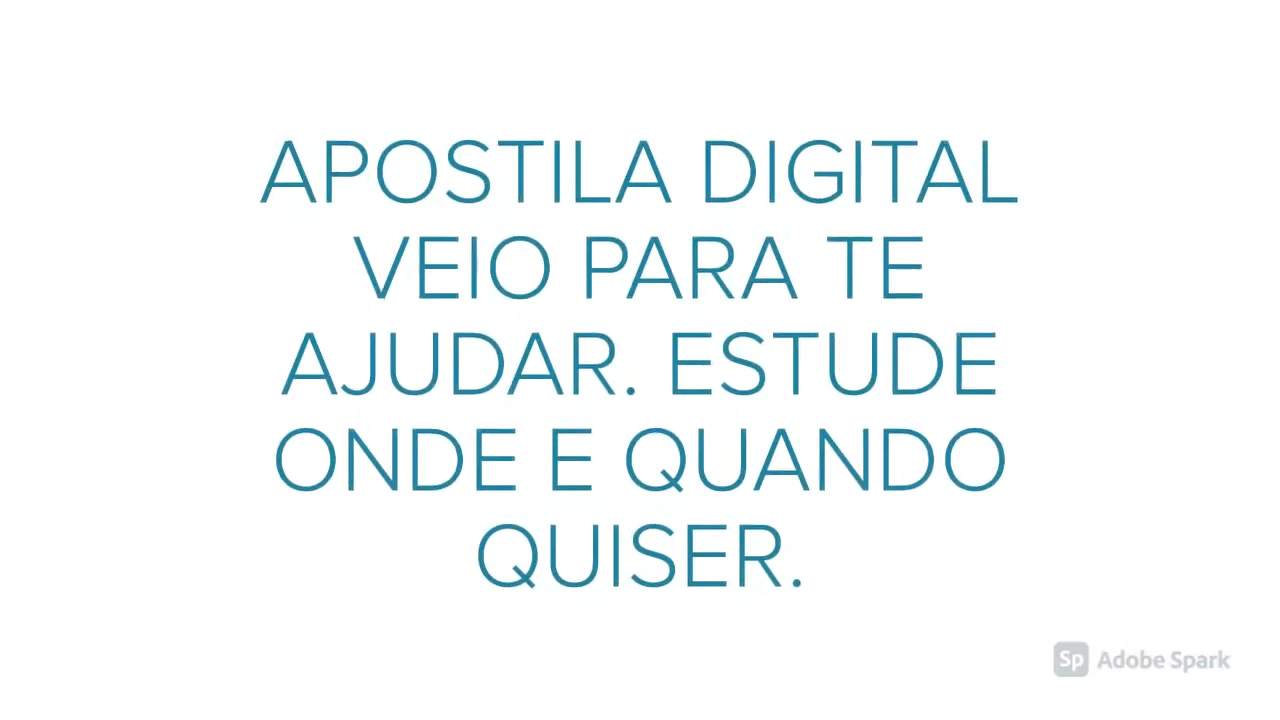 APOSTILA DIGITAL
VEIO PARA TE
AJUDAR. ESTUDE
ONDE E QUANDO
QUISER.
Sp Adobe Spark